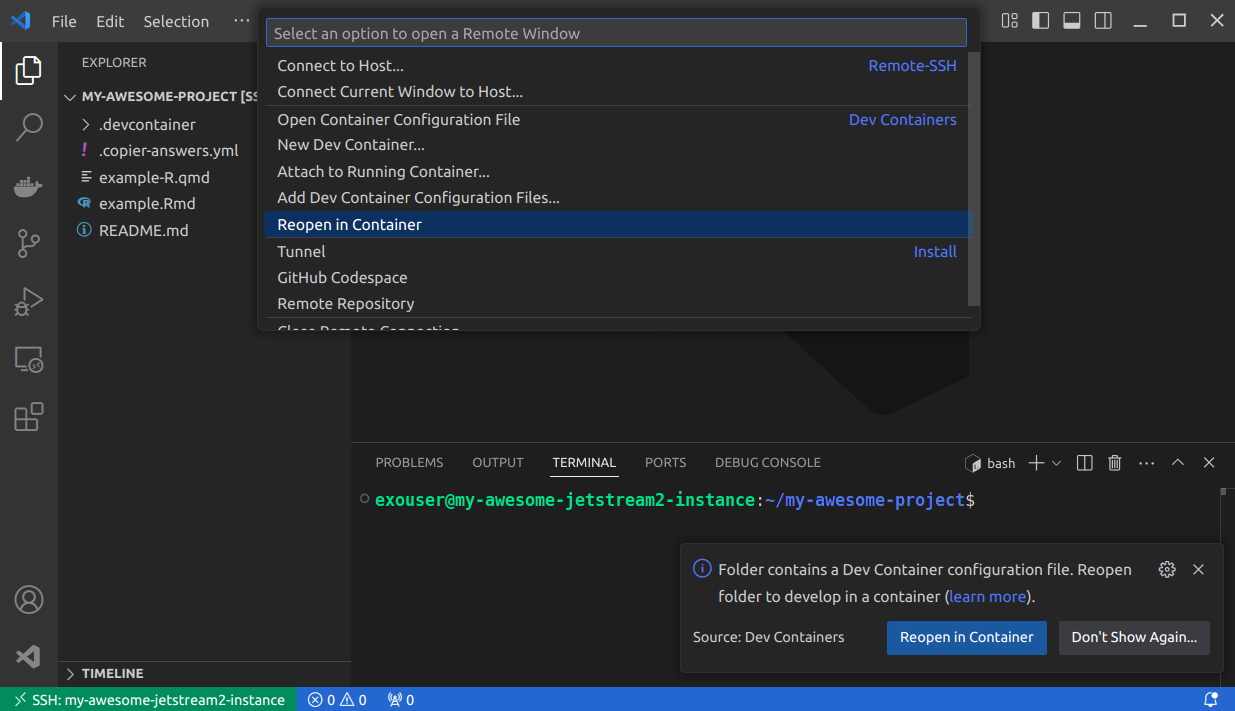 File Edit Selection ···
Select an option to open a Remote Window
Connect to Host... Remote-SSH
Connect Current Window to Host...
Open Container Configuration File Dev Containers
New Dev Container...
Attach to Running Container...
Add Dev Container Configuration Files...
Reopen in Container
Tunnel Install
GitHub Codespace
Remote Repository
Close Remote Connection
EXPLORER
MY-AWESOME-PROJECT [SS
.devcontainer
! .copier-answers.yml
example-R.qmd
example.Rmd
README.md
TIMELINE
PROBLEMS OUTPUT TERMINAL PORTS DEBUG CONSOLE bash
exouser@my-awesome-jetstream2-instance:~/my-awesome-project$
Folder contains a Dev Container configuration file. Reopen
folder to develop in a container (learn more).
Source: Dev Containers Reopen in Container Don't Show Again...
SSH: my-awesome-jetstream2-instance 0 0 0